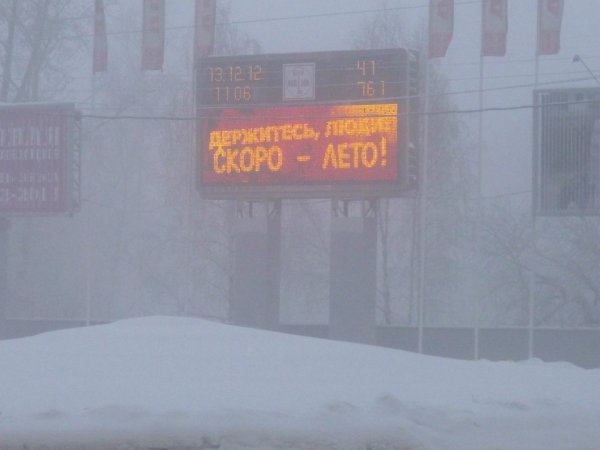 13.12.12 -41
11:06 761
ДЕРЖИТЕСЬ, ЛЮДИ!
СКОРО - ЛЕТО!